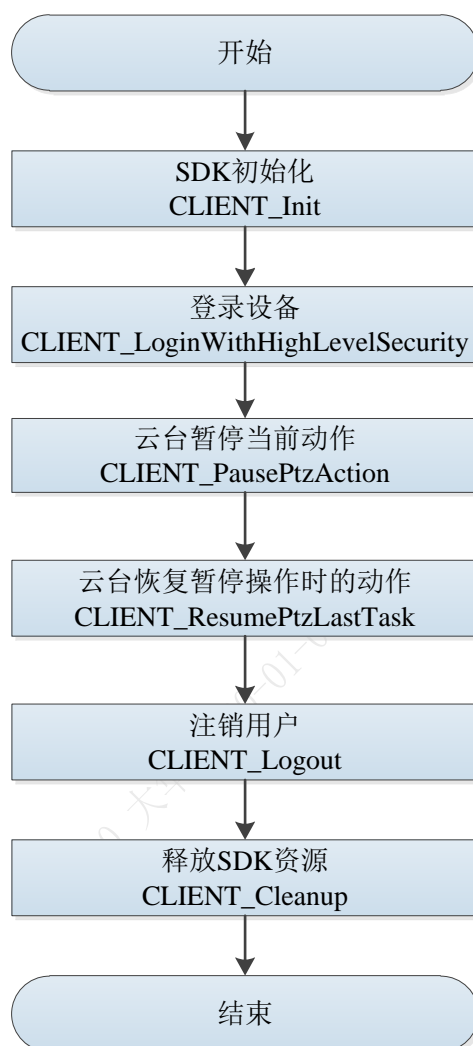 开始
SDK初始化
CLIENT_Init
登录设备
CLIENT_LoginWithHighLevelSecurity
云台暂停当前动作
CLIENT_PausePtzAction
云台恢复暂停操作时的动作
CLIENT_ResumePtzLastTask
注销用户
CLIENT_Logout
释放SDK资源
CLIENT_Cleanup
结束